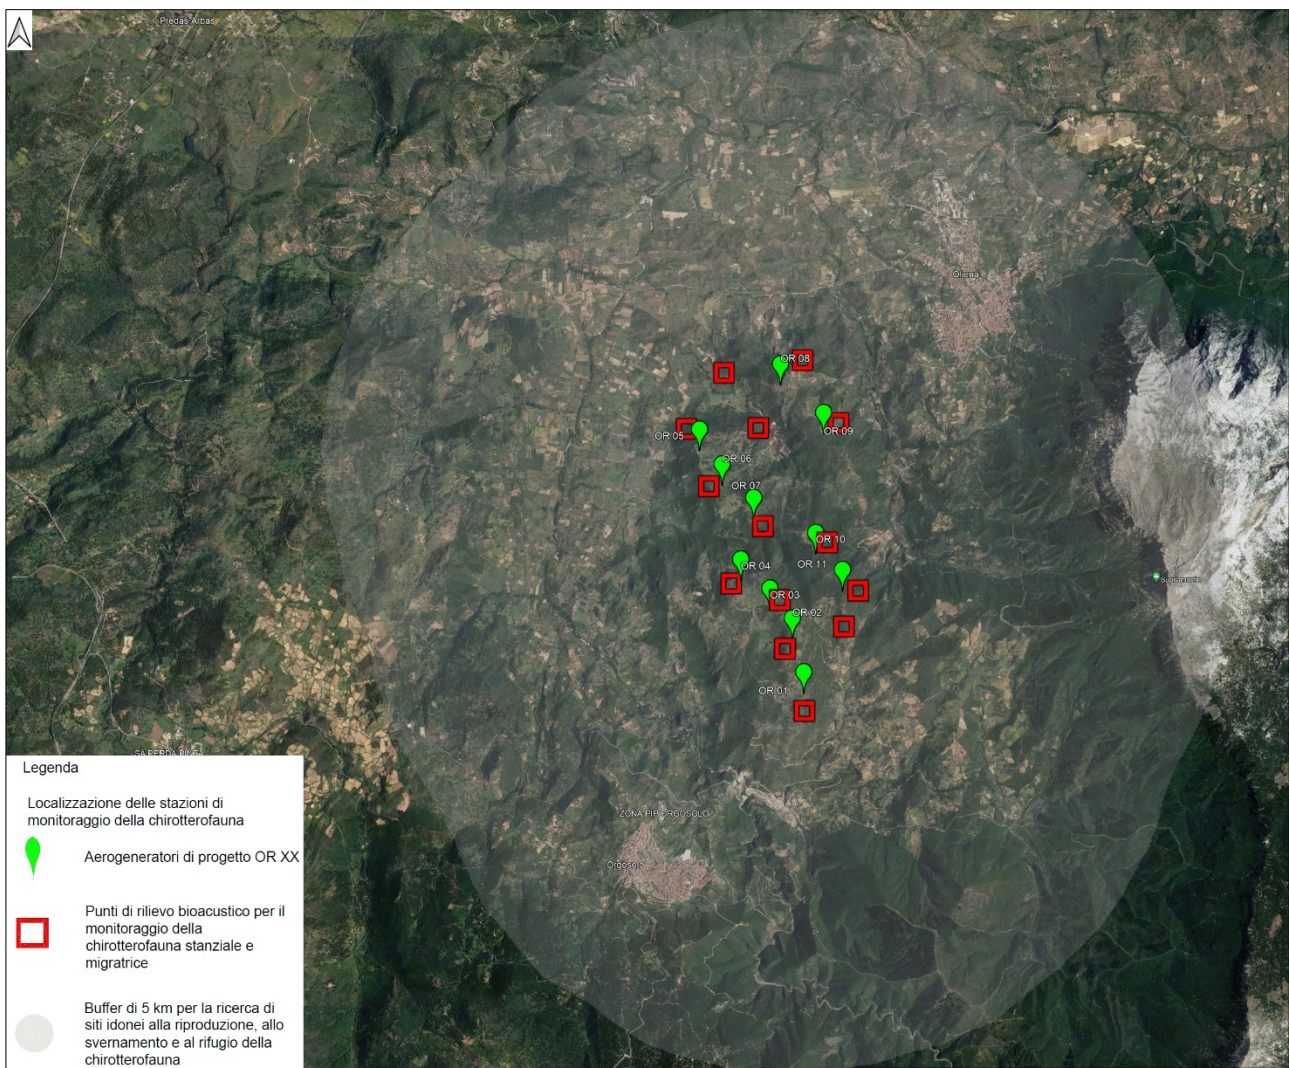 Predas Arbas
Oliena
OR 08
OR 09
OR 05
OR 06
OR 07
OR 10
OR 11
OR 04
OR 03
OR 02
OR 01
Supramonte
SA PERDA PINTA
ZONA PIP ORGOSOLO
Orgosolo
Legenda
Localizzazione delle stazioni di
monitoraggio della chirotterofauna
Aerogeneratori di progetto OR XX
Punti di rilievo bioacustico per il
monitoraggio della
chirotterofauna stanziale e
migratrice
Buffer di 5 km per la ricerca di
siti idonei alla riproduzione, allo
svernamento e al rifugio della
chirotterofauna